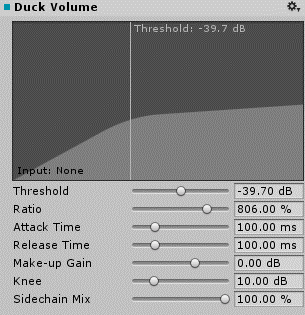 Duck Volume
Threshold: -39.7 dB
Input: None
Threshold -39.70 dB
Ratio 806.00 %
Attack Time 100.00 ms
Release Time 100.00 ms
Make-up Gain 0.00 dB
Knee 10.00 dB
Sidechain Mix 100.00 %